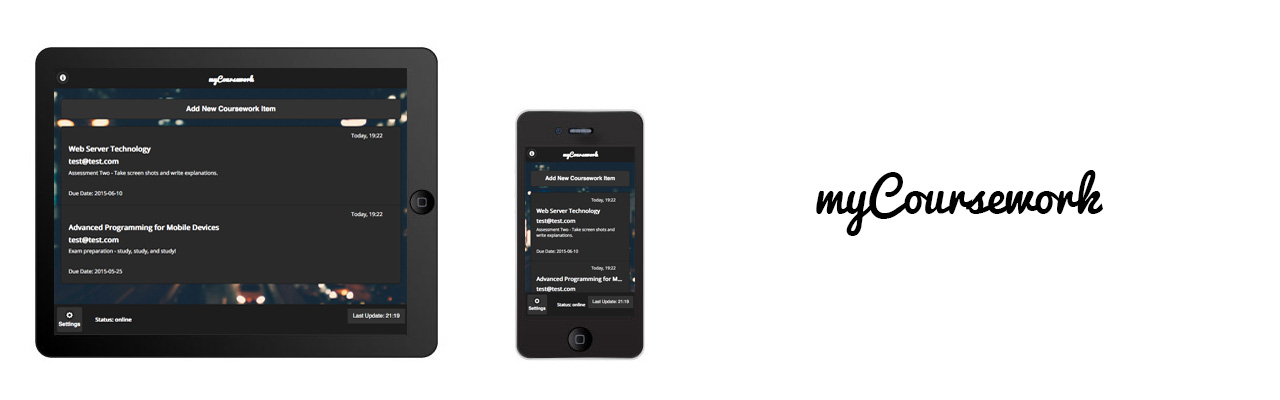 myCoursework
Add New Coursework Item
Today, 19:22
Web Server Technology
test@test.com
Assessment Two - Take screen shots and write explanations.
Due Date: 2015-06-10
Today, 19:22
Advanced Programming for Mobile Devices
test@test.com
Exam preparation - study, study, and study!
Due Date: 2015-05-25
Settings
Status: online
Last Update: 21:19
myCoursework
Add New Coursework Item
Today, 19:22
Web Server Technology
test@test.com
Assessment Two - Take screen shots and
write explanations.
Due Date: 2015-06-10
Today, 19:22
Advanced Programming for M...
test@test.com
Settings
Status: online
Last Update: 21:19
myCoursework